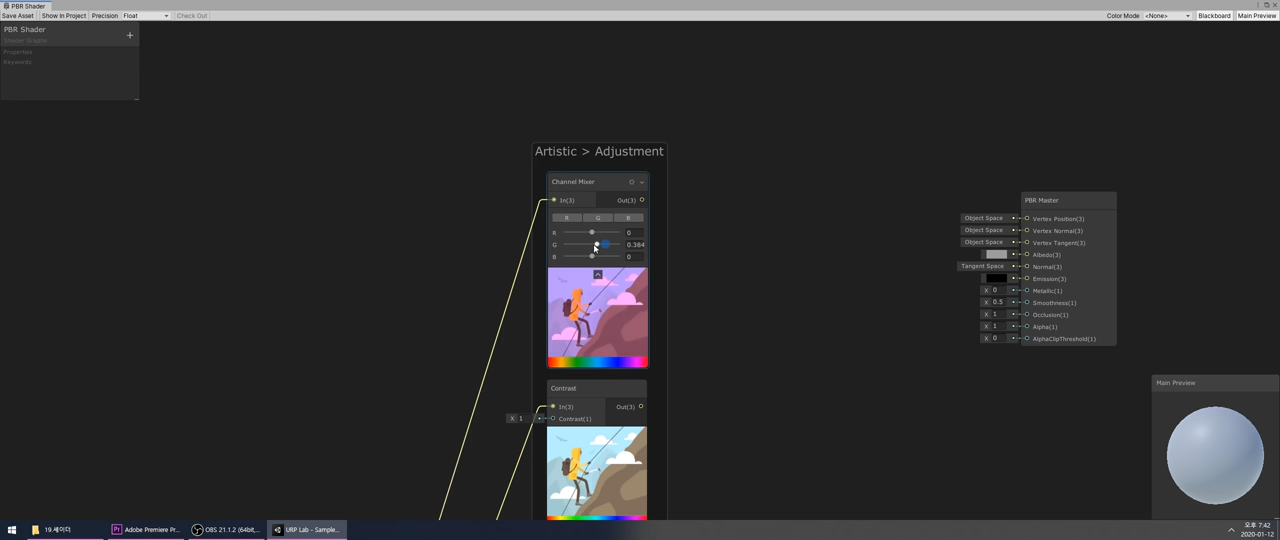 PBR Shader
Save Asset Show In Project Precision Float Check Out Color Mode <None> Blackboard Main Preview
PBR Shader
Shader Graphs
Properties
Keywords
Artistic > Adjustment
Channel Mixer
In(3) Out(3)
R G B
R 0
G 0.384
B 0
Contrast
In(3) Out(3)
X 1 Contrast(1)
PBR Master
Object Space Vertex Position(3)
Object Space Vertex Normal(3)
Object Space Vertex Tangent(3)
Albedo(3)
Tangent Space Normal(3)
Emission(3)
X 0 Metallic(1)
X 0.5 Smoothness(1)
X 1 Occlusion(1)
X 1 Alpha(1)
X 0 AlphaClipThreshold(1)
Main Preview
19.셰이더 Adobe Premiere Pr... OBS 21.1.2 (64bit,... URP Lab - Sample...
오후 7:42
2020-01-12